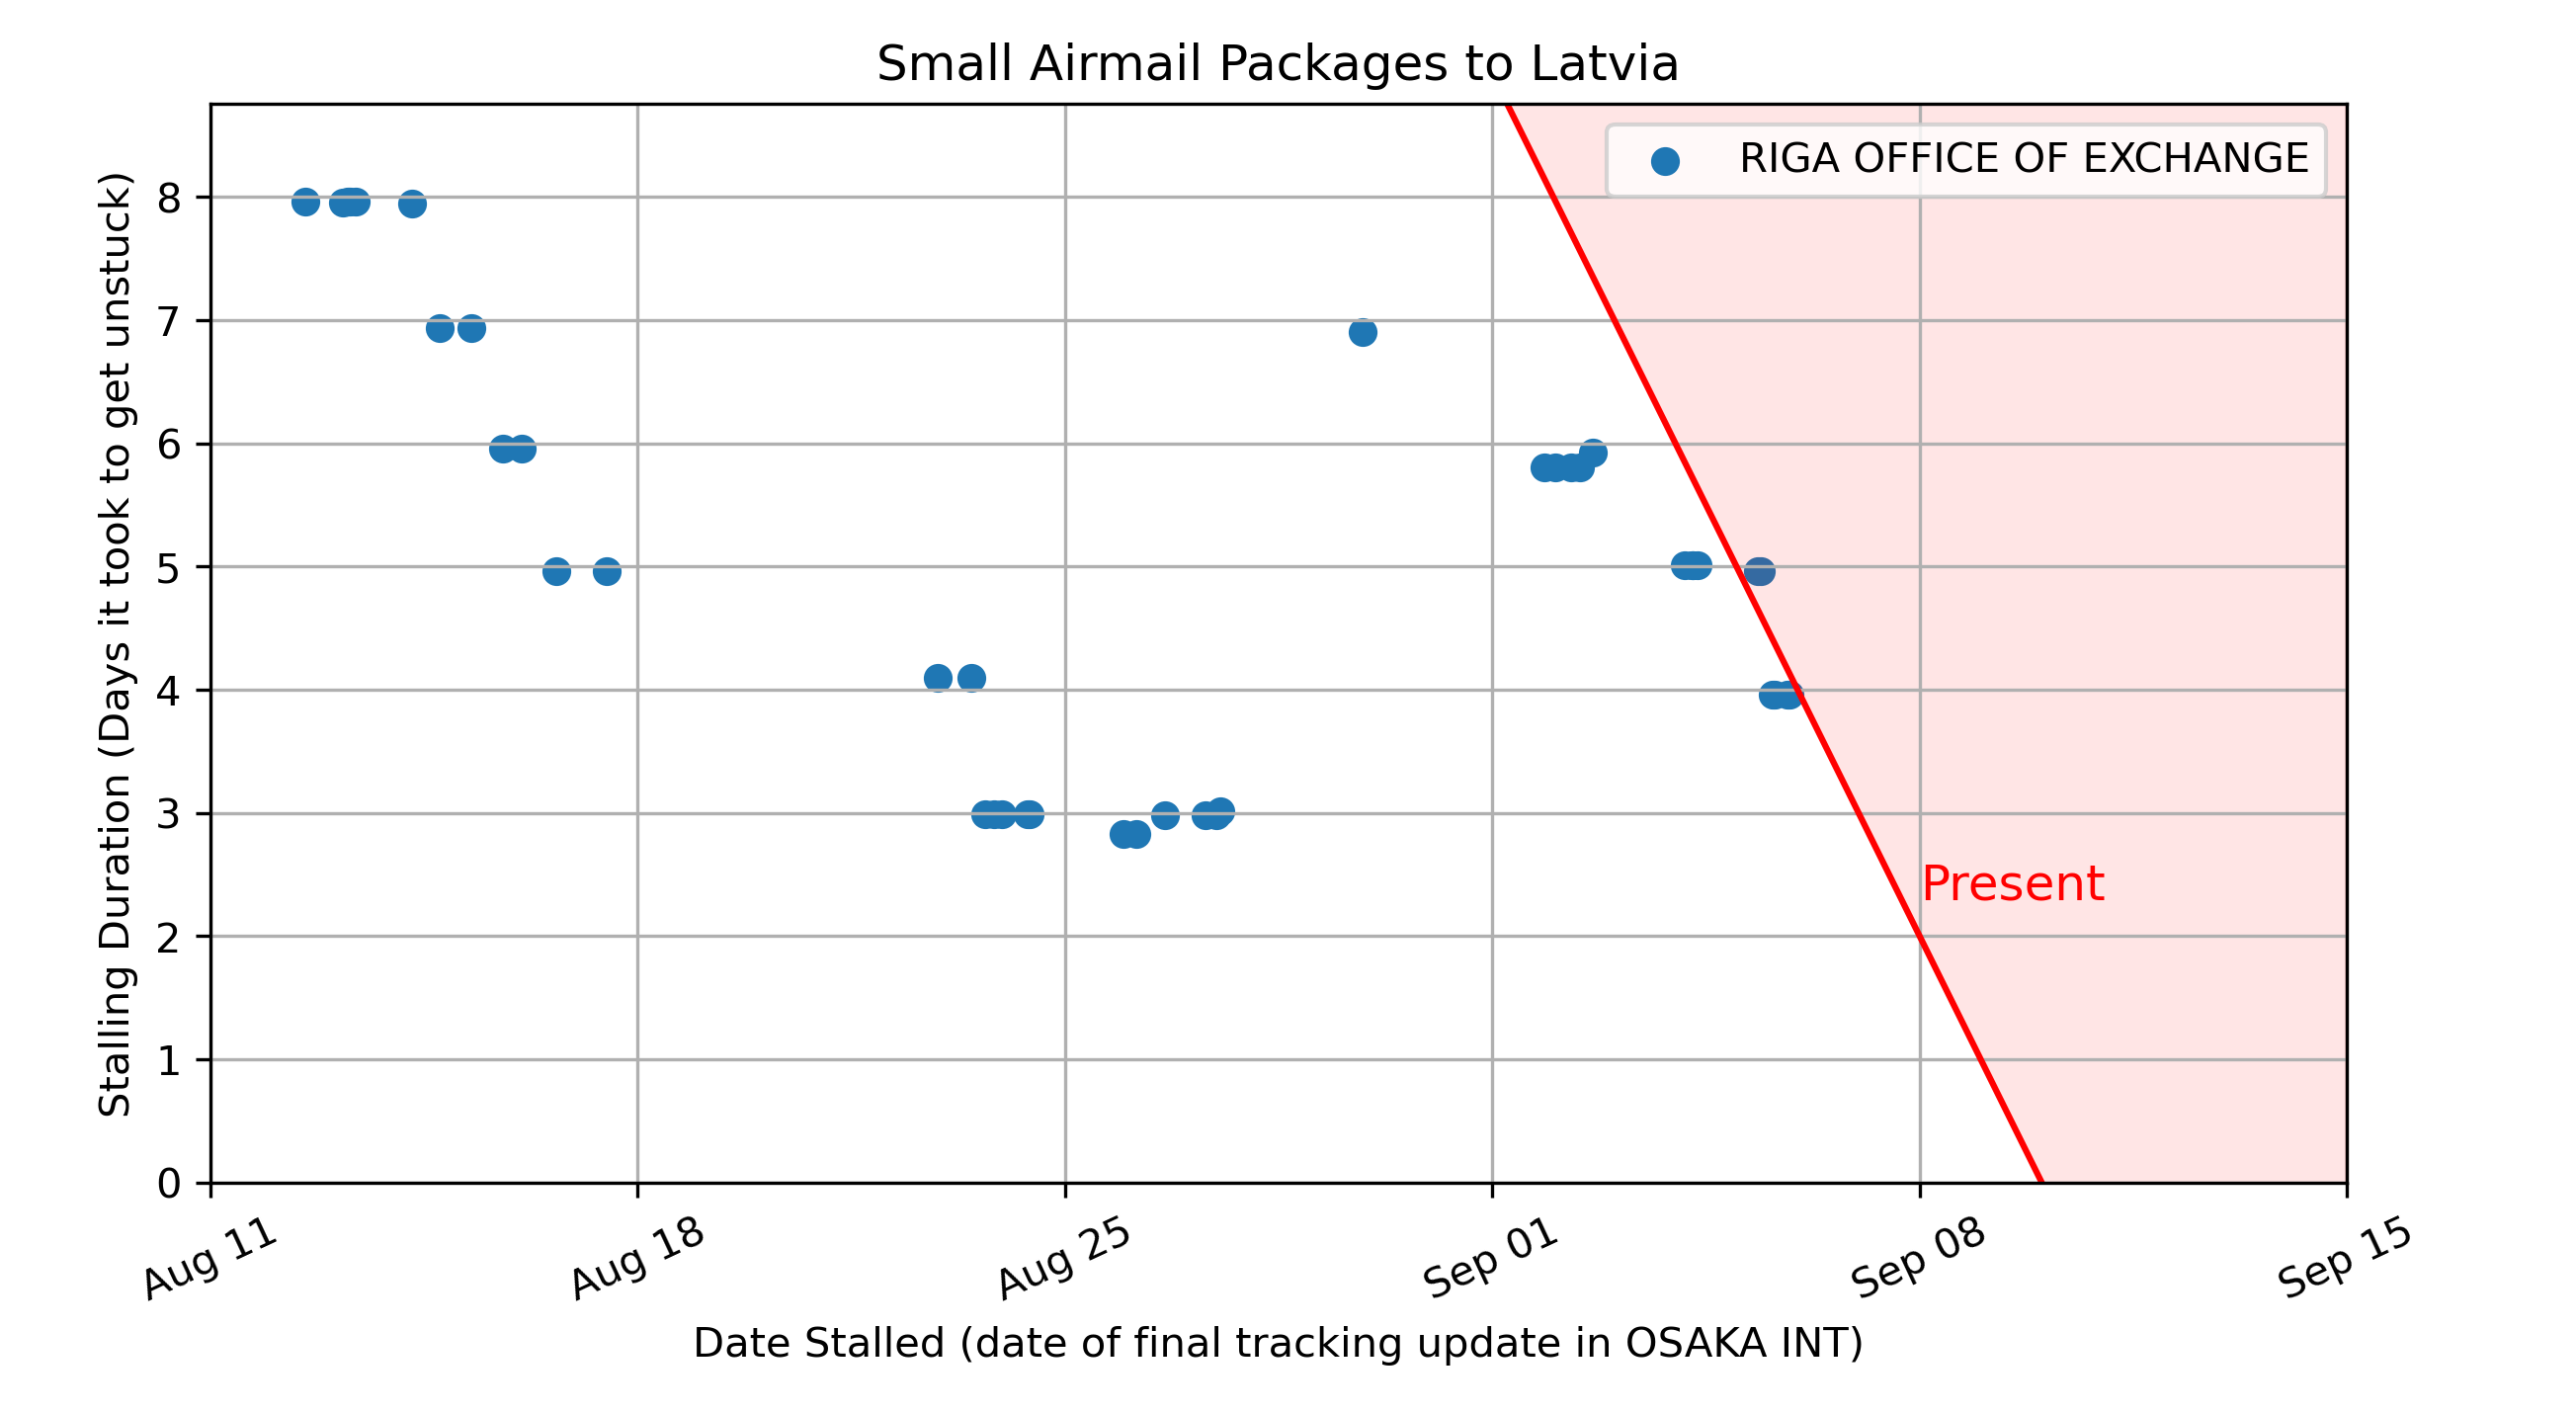 Small Airmail Packages to Latvia
RIGA OFFICE OF EXCHANGE
Stalling Duration (Days it took to get unstuck)
8
7
6
5
4
3
2
1
0
Present
Aug 11
Aug 18
Aug 25
Sep 01
Sep 08
Sep 15
Date Stalled (date of final tracking update in OSAKA INT)